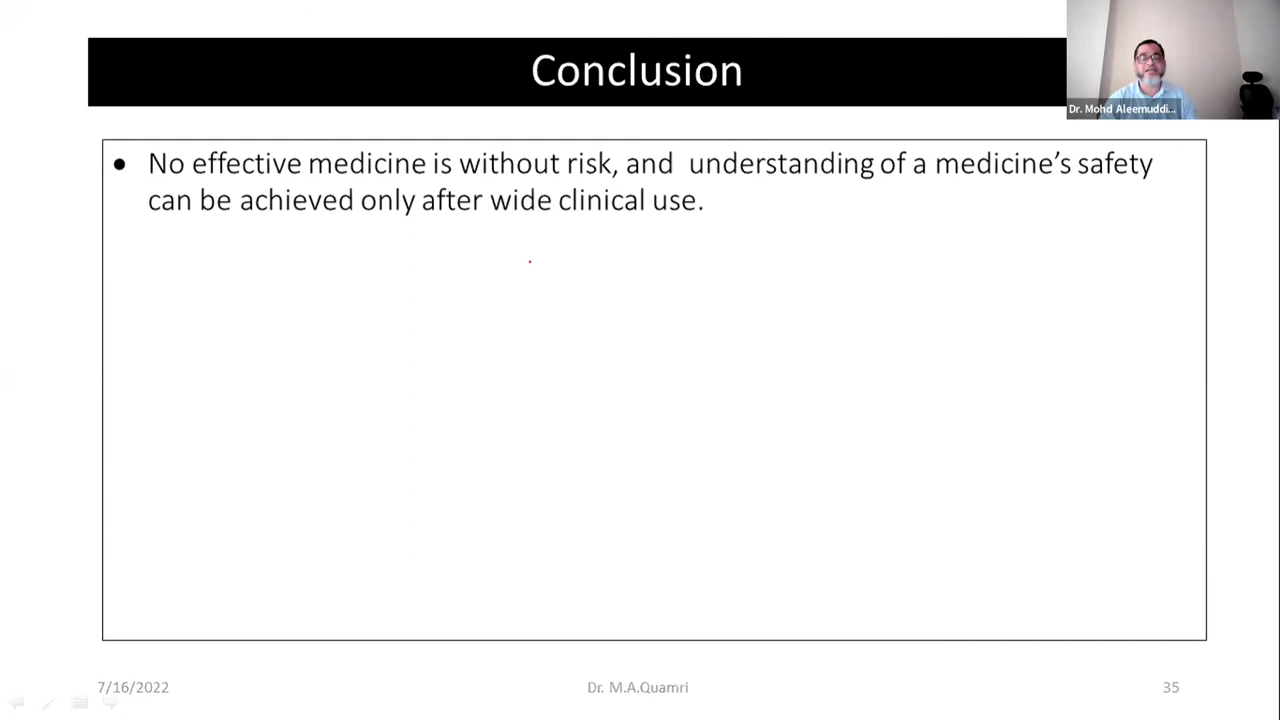 Conclusion
Dr. Mohd Aleemuddi...
• No effective medicine is without risk, and  understanding of a medicine’s safety
can be achieved only after wide clinical use.
7/16/2022
Dr. M.A.Quamri
35